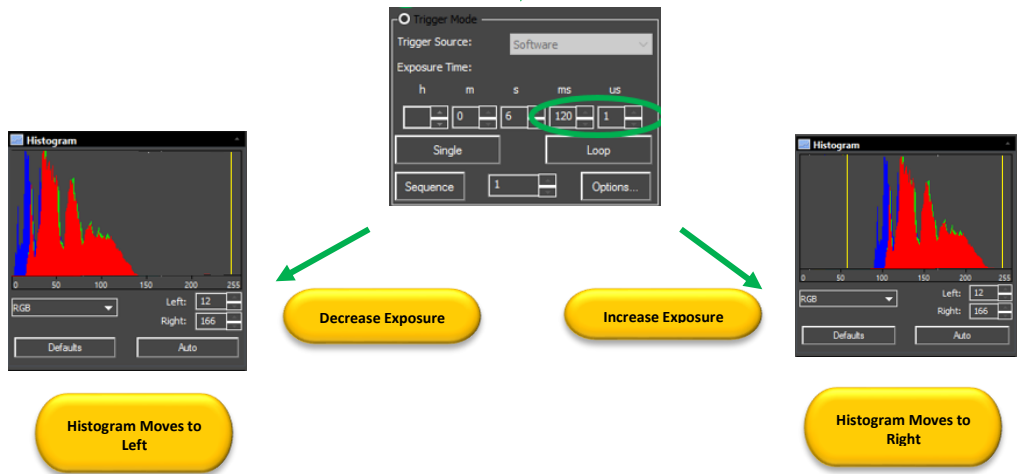 Trigger Mode
Trigger Source: Software
Exposure Time:
h m s ms us
0 6 120 1
Single Loop
Sequence 1 Options...
Histogram
0 50 100 150 200 255
RGB Left: 12
Right: 166
Defaults Auto
Histogram
0 50 100 150 200 255
RGB Left: 12
Right: 166
Defaults Auto
Decrease Exposure
Increase Exposure
Histogram Moves to
Left
Histogram Moves to
Right